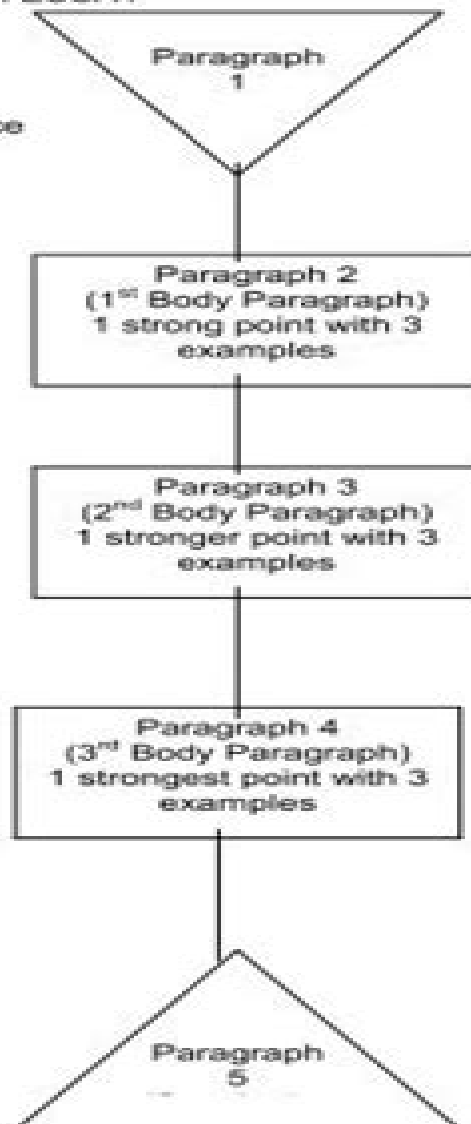 Paragraph
1
Paragraph 2
(1st Body Paragraph)
1 strong point with 3
examples
Paragraph 3
(2nd Body Paragraph)
1 stronger point with 3
examples
Paragraph 4
(3rd Body Paragraph)
1 strongest point with 3
examples
Paragraph
5